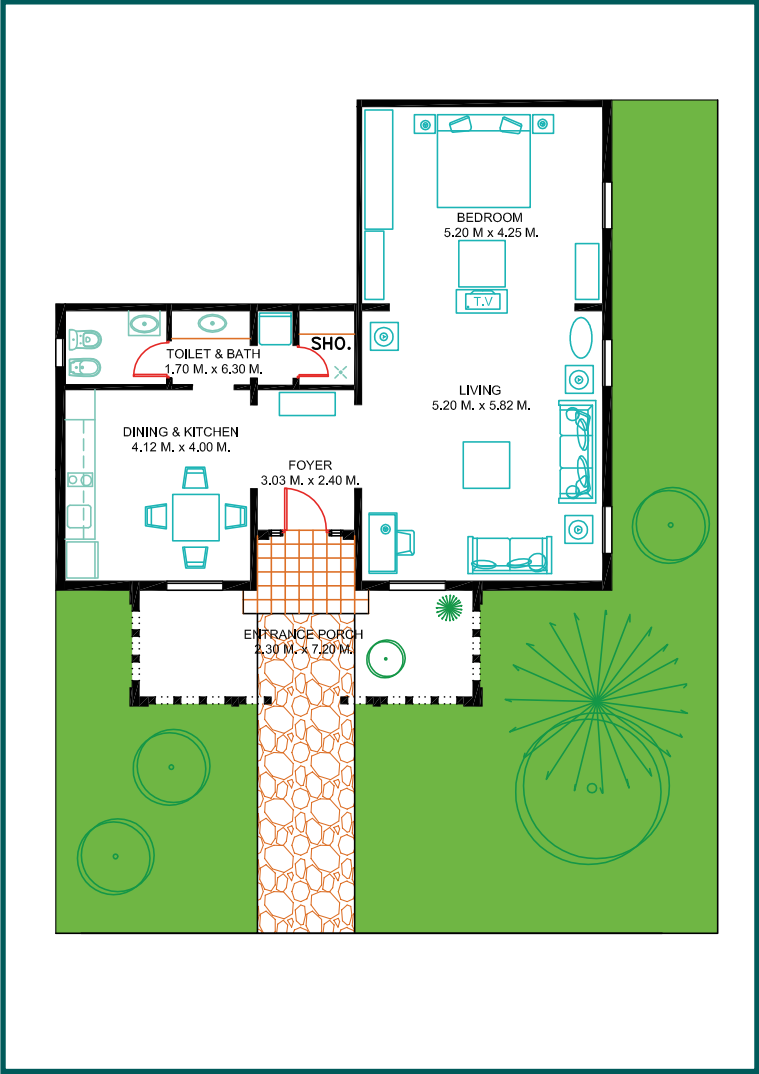 BEDROOM
5.20 M x 4.25 M.
T.V
SHO.
TOILET & BATH
1.70 M. x 6.30 M.
LIVING
5.20 M. x 5.82 M.
DINING & KITCHEN
4.12 M. x 4.00 M.
FOYER
3.03 M. x 2.40 M.
ENTRANCE PORCH
2.30 M. x 7.20 M.